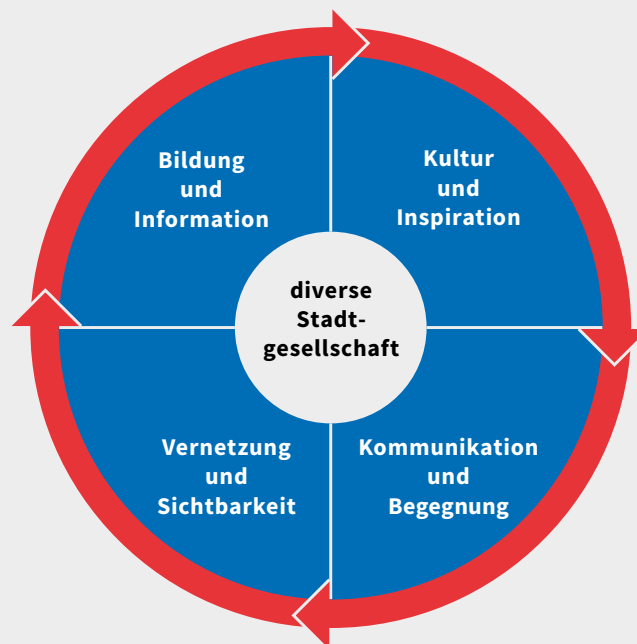 Bildung
und
Information
Kultur
und
Inspiration
diverse
Stadt-
gesellschaft
Vernetzung
und
Sichtbarkeit
Kommunikation
und
Begegnung